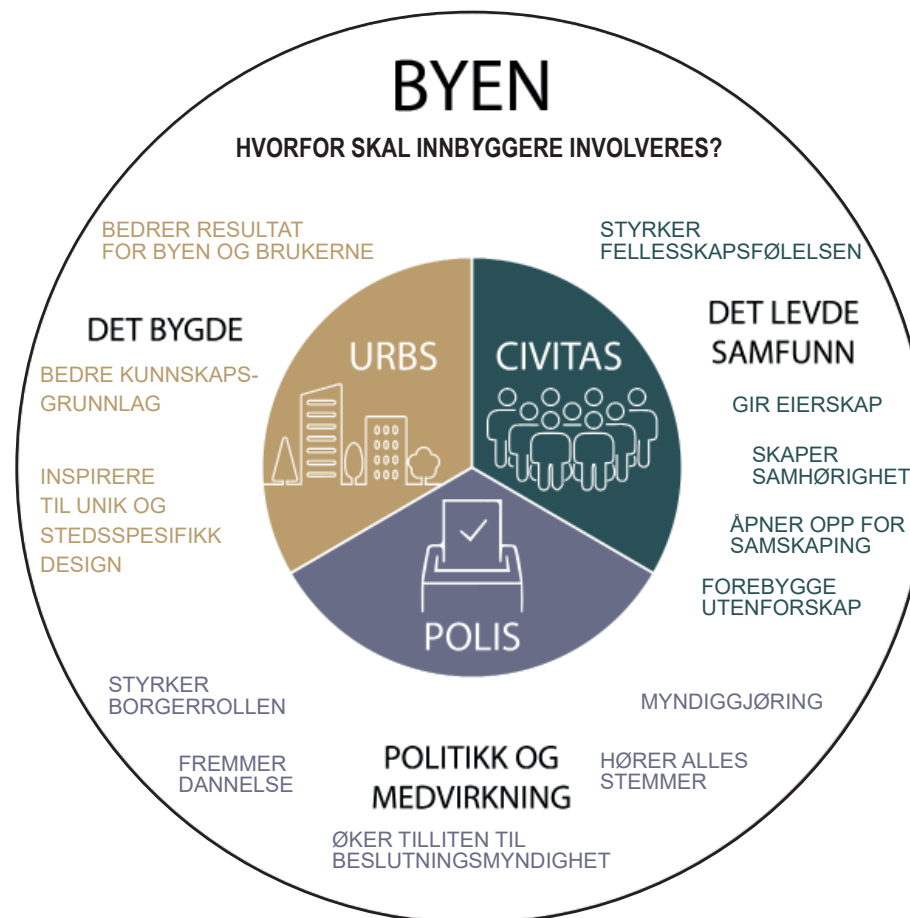 BYEN
HVORFOR SKAL INNBYGGERE INVOLVERES?
BEDRER RESULTAT
FOR BYEN OG BRUKERNE
DET BYGDE
BEDRE KUNNSKAPS-
GRUNNLAG
INSPIRERE
TIL UNIK OG
STEDSSPESIFIKK
DESIGN
URBS
CIVITAS
POLIS
STYRKER
FELLESSKAPSFØLELSEN
DET LEVDE
SAMFUNN
GIR EIERSKAP
SKAPER
SAMHØRIGHET
ÅPNER OPP FOR
SAMSKAPING
FOREBYGGE
UTENFORSKAP
STYRKER
BORGERROLLEN
FREMMER
DANNELSE
POLITIKK OG
MEDVIRKNING
ØKER TILLITEN TIL
BESLUTNINGSMYNDIGHET
MYNDIGGJØRING
HØRER ALLES
STEMMER